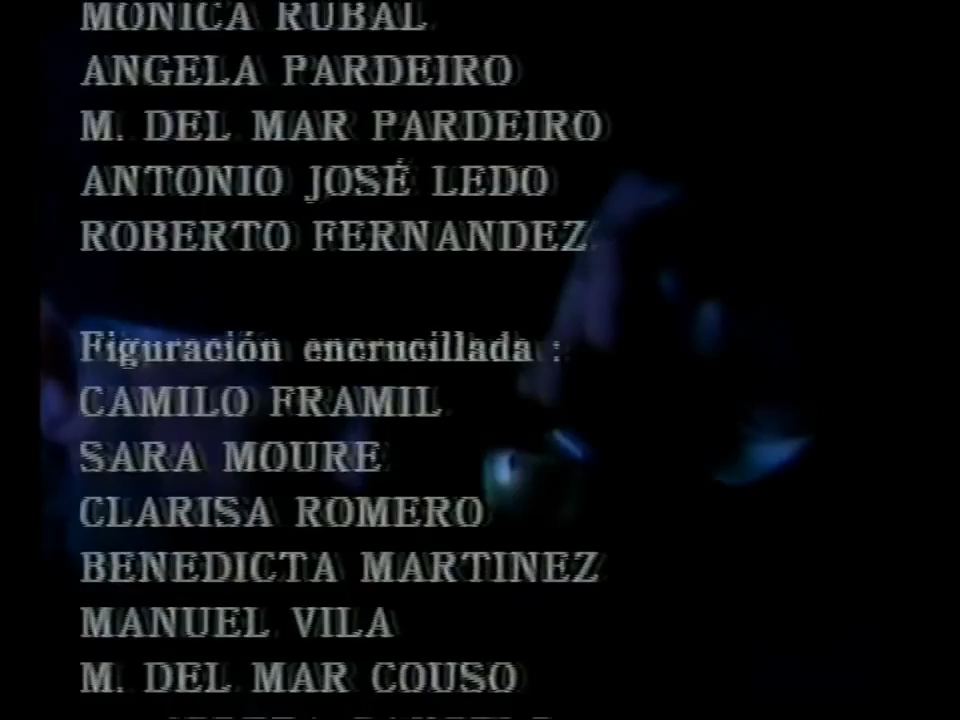 MONICA RUBAL
ANGELA PARDEIRO
M. DEL MAR PARDEIRO
ANTONIO JOSÉ LEDO
ROBERTO FERNANDEZ
Figuración encrucillada :
CAMILO FRAMIL
SARA MOURE
CLARISA ROMERO
BENEDICTA MARTINEZ
MANUEL VILA
M. DEL MAR COUSO